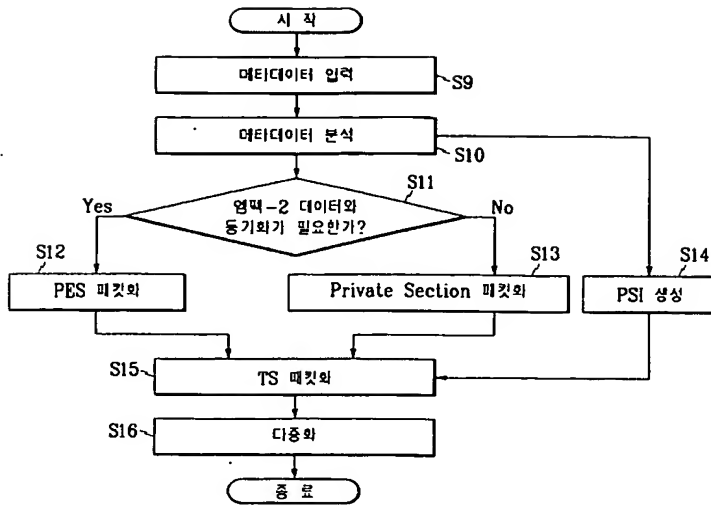 시 작
메타데이터 입력
S9
메타데이터 분석
S10
S11
엠펙-2 데이터와
동기화가 필요한가?
Yes
No
S12
PES 패킷화
S13
Private Section 패킷화
S14
PSI 생성
S15
TS 패킷화
S16
다중화
종 료